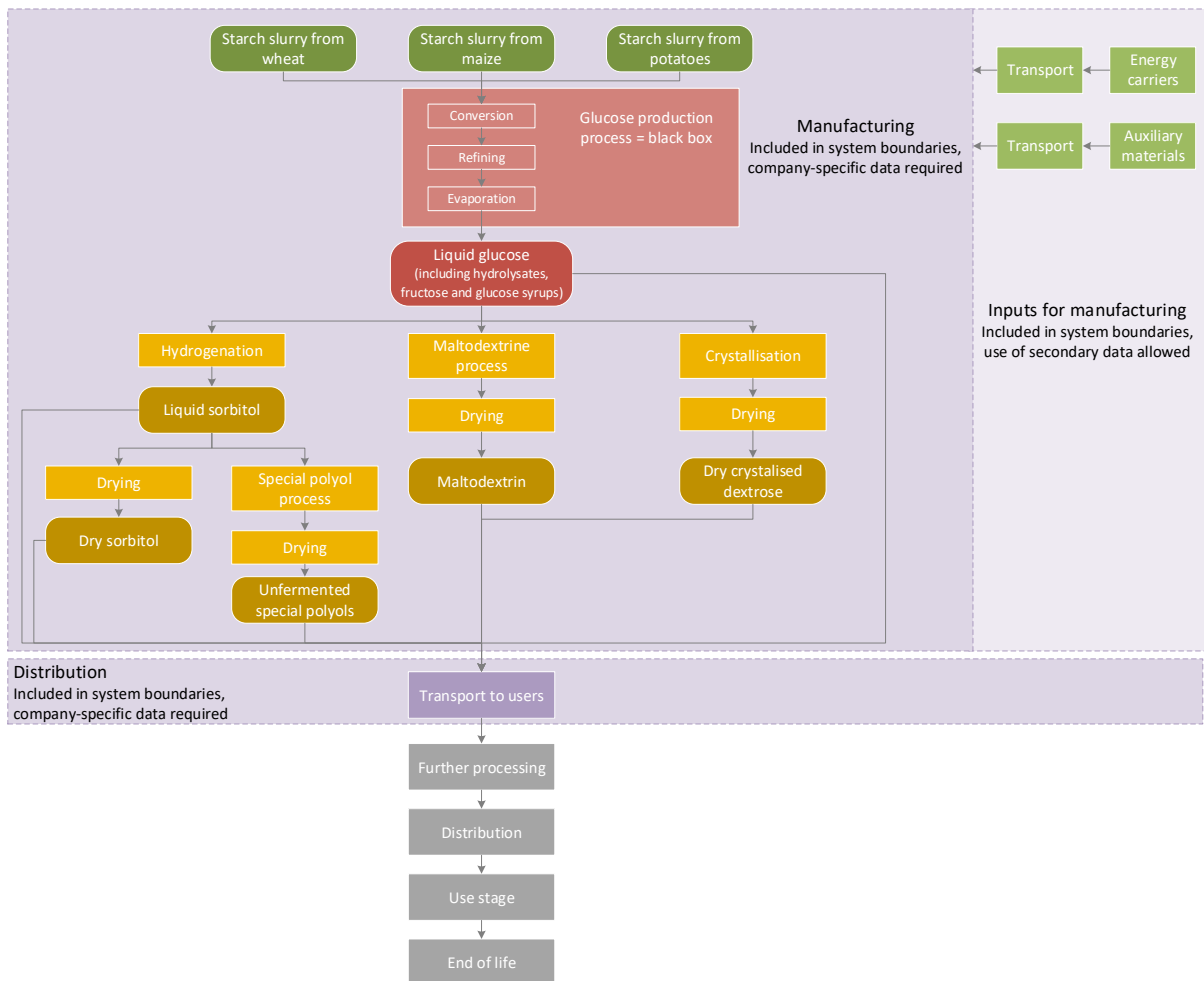 Starch slurry from
wheat
Starch slurry from
maize
Starch slurry from
potatoes
Transport
Energy
carriers
Conversion
Glucose production
process = black box
Manufacturing
Included in system boundaries,
company-specific data required
Transport
Auxiliary
materials
Refining
Evaporation
Liquid glucose
(including hydrolysates,
fructose and glucose syrups)
Inputs for manufacturing
Included in system boundaries,
use of secondary data allowed
Hydrogenation
Maltodextrine
process
Crystallisation
Liquid sorbitol
Drying
Drying
Drying
Special polyol
process
Maltodextrin
Dry crystalised
dextrose
Dry sorbitol
Drying
Unfermented
special polyols
Distribution
Included in system boundaries,
company-specific data required
Transport to users
Further processing
Distribution
Use stage
End of life